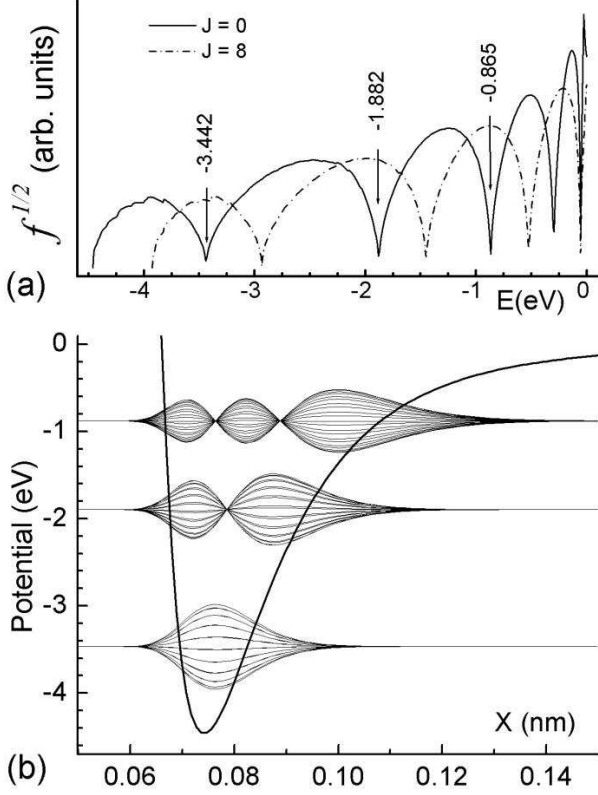 J = 0
J = 8
-3.442
-1.882
-0.865
f^{1/2} (arb. units)
(a)
-4 -3 -2 -1 0
E(eV)
0
-1
-2
-3
-4
Potential (eV)
X (nm)
(b)
0.06 0.08 0.10 0.12 0.14